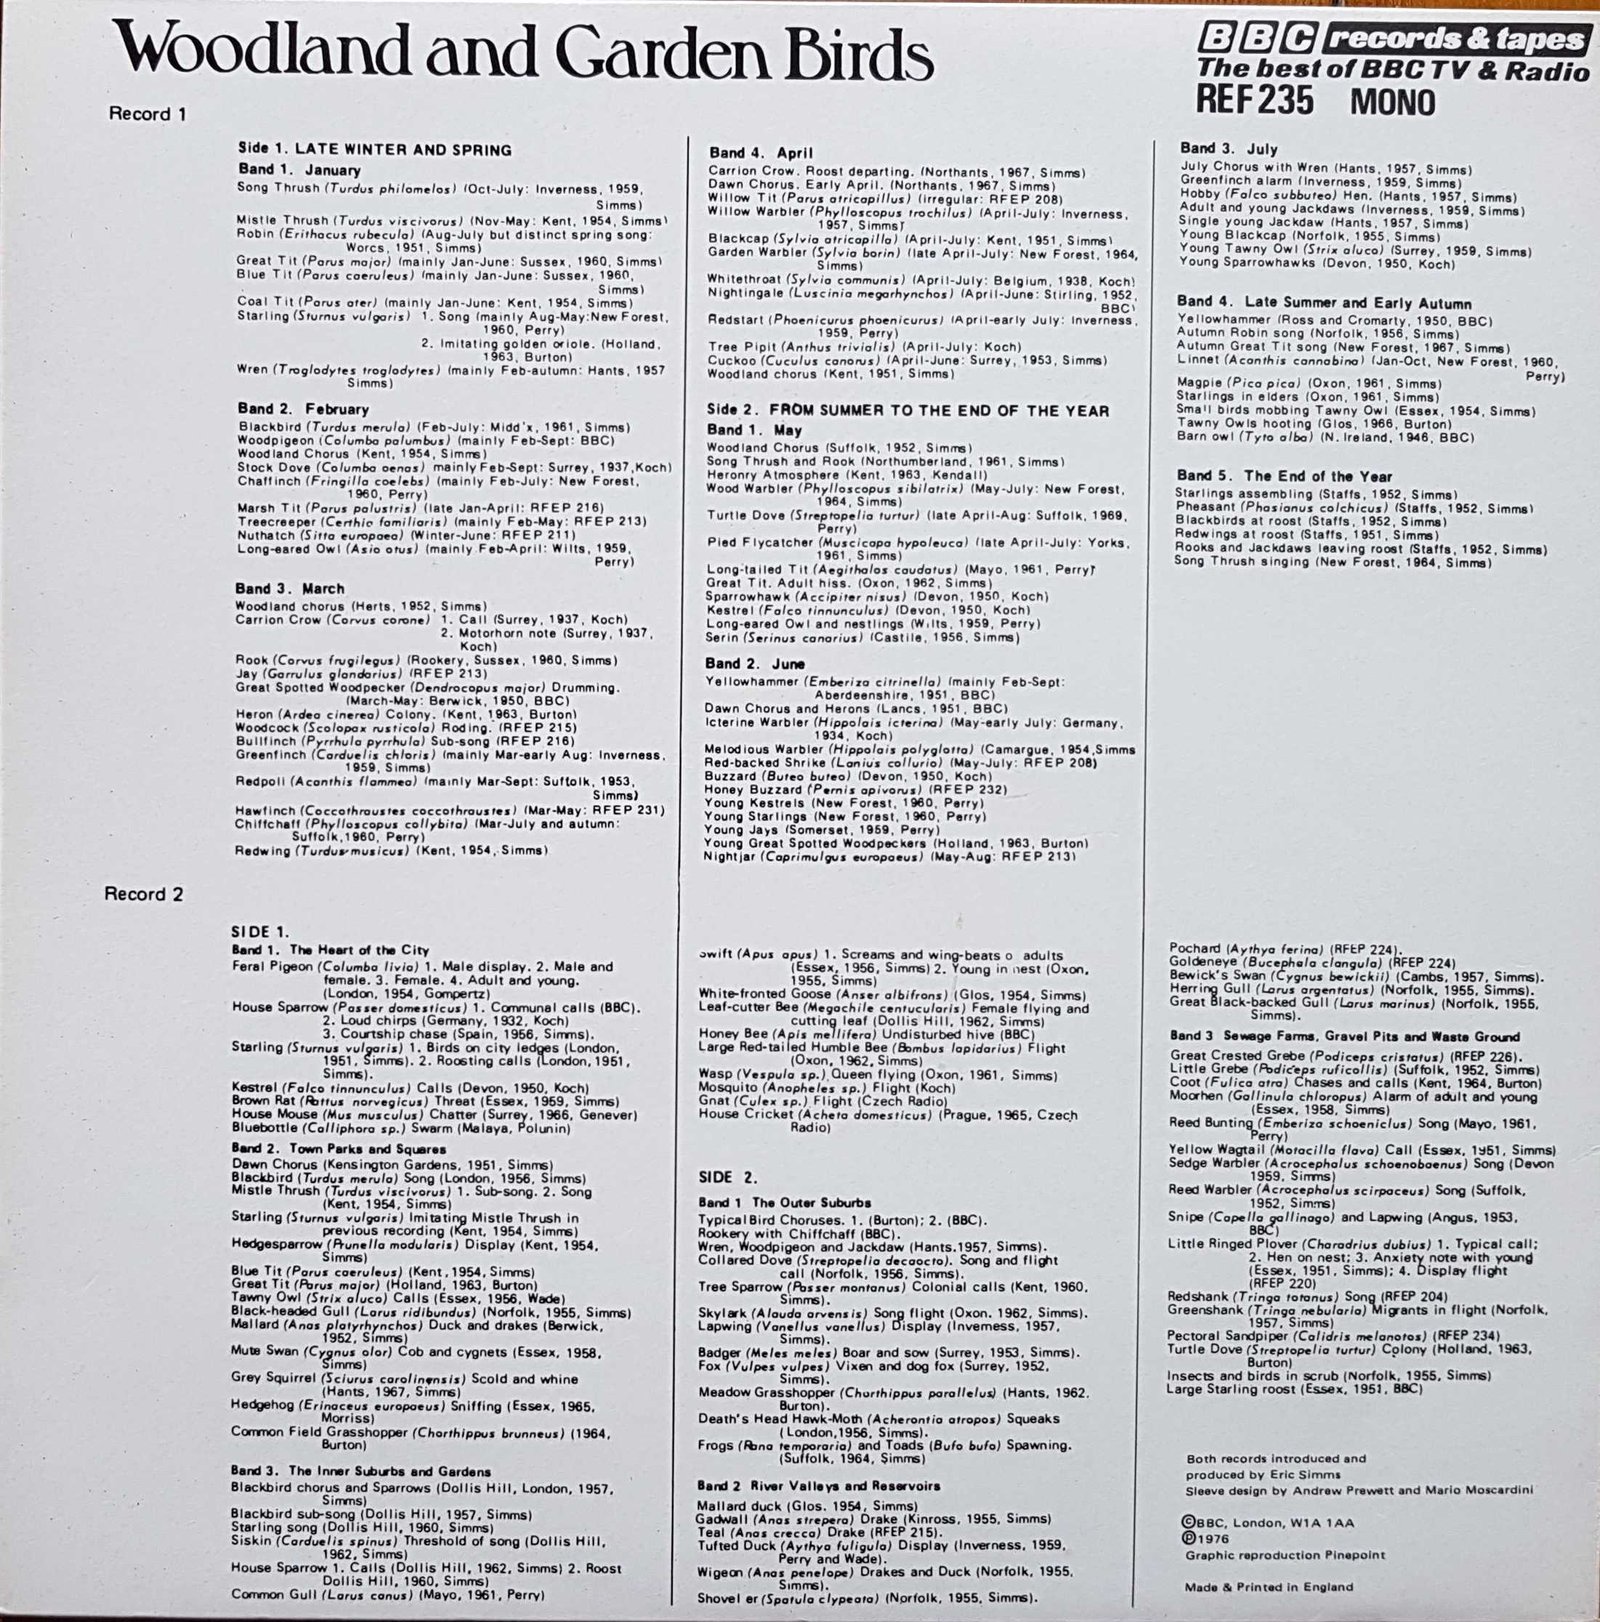 Woodland and Garden Birds
BBC records & tapes
The best of BBC TV & Radio
REF 235 MONO
Record 1
Side 1. LATE WINTER AND SPRING
Band 1. January
Song Thrush (Turdus philomelos) (Oct-July: Inverness, 1959,
Simms)
Mistle Thrush (Turdus viscivorus) (Nov-May: Kent, 1954, Simms)
Robin (Erithacus rubecula) (Aug-July but distinct spring song:
Worcs, 1951, Simms)
Great Tit (Parus major) (mainly Jan-June: Sussex, 1960, Simms)
Blue Tit (Parus caeruleus) (mainly Jan-June: Sussex, 1960,
Simms)
Coal Tit (Parus ater) (mainly Jan-June: Kent, 1954, Simms)
Starling (Sturnus vulgaris) 1. Song (mainly Aug-May:New Forest,
1960, Perry)
2. Imitating golden oriole. (Holland,
1963, Burton)
Wren (Troglodytes troglodytes) (mainly Feb-autumn: Hants, 1957
Simms)
Band 2. February
Blackbird (Turdus merula) (Feb-July: Midd'x, 1961, Simms)
Woodpigeon (Columba palumbus) (mainly Feb-Sept: BBC)
Woodland Chorus (Kent, 1954, Simms)
Stock Dove (Columba oenas) mainly Feb-Sept: Surrey, 1937,Koch)
Chaffinch (Fringilla coelebs) (mainly Feb-July: New Forest,
1960, Perry)
Marsh Tit (Parus palustris) (late Jan-April: RFEP 216)
Treecreeper (Certhia familiaris) (mainly Feb-May: RFEP 213)
Nuthatch (Sitta europaea) (Winter-June: RFEP 211)
Long-eared Owl (Asio otus) (mainly Feb-April: Wilts, 1959,
Perry)
Band 3. March
Woodland chorus (Herts, 1952, Simms)
Carrion Crow (Corvus corone) 1. Call (Surrey, 1937, Koch)
2. Motorhorn note (Surrey, 1937,
Koch)
Rook (Corvus frugilegus) (Rookery, Sussex, 1960, Simms)
Jay (Garrulus glandarius) (RFEP 213)
Great Spotted Woodpecker (Dendrocopus major) Drumming.
(March-May: Berwick, 1950, BBC)
Heron (Ardea cinerea) Colony. (Kent, 1963, Burton)
Woodcock (Scolopax rusticola) Roding. (RFEP 215)
Bullfinch (Pyrrhula pyrrhula) Sub-song (RFEP 216)
Greenfinch (Carduelis chloris) (mainly Mar-early Aug: Inverness,
1959, Simms)
Redpoll (Acanthis flammea) (mainly Mar-Sept: Suffolk, 1953,
Simms)
Hawfinch (Coccothraustes coccothraustes) (Mar-May: RFEP 231)
Chiffchaff (Phylloscopus collybita) (Mar-July and autumn:
Suffolk,1960, Perry)
Redwing (Turdus musicus) (Kent, 1954, Simms)
Band 4. April
Carrion Crow. Roost departing. (Northants, 1967, Simms)
Dawn Chorus. Early April. (Northants, 1967, Simms)
Willow Tit (Parus atricapillus) (irregular: RFEP 208)
Willow Warbler (Phylloscopus trochilus) (April-July: Inverness,
1957, Simms)
Blackcap (Sylvia atricapilla) (April-July: Kent, 1951, Simms)
Garden Warbler (Sylvia borin) (late April-July: New Forest, 1964,
Simms)
Whitethroat (Sylvia communis) (April-July: Belgium, 1938, Koch)
Nightingale (Luscinia megarhynchos) (April-June: Stirling, 1952,
BBC)
Redstart (Phoenicurus phoenicurus) (April-early July: Inverness,
1959, Perry)
Tree Pipit (Anthus trivialis) (April-July: Koch)
Cuckoo (Cuculus canorus) (April-June: Surrey, 1953, Simms)
Woodland chorus (Kent, 1951, Simms)
Side 2. FROM SUMMER TO THE END OF THE YEAR
Band 1. May
Woodland Chorus (Suffolk, 1952, Simms)
Song Thrush and Rook (Northumberland, 1961, Simms)
Heronry Atmosphere (Kent, 1963, Kendall)
Wood Warbler (Phylloscopus sibilatrix) (May-July: New Forest,
1964, Simms)
Turtle Dove (Streptopelia turtur) (late April-Aug: Suffolk, 1969,
Perry)
Pied Flycatcher (Muscicapa hypoleuca) (late April-July: Yorks,
1961, Simms)
Long-tailed Tit (Aegithalos caudatus) (Mayo, 1961, Perry)
Great Tit. Adult hiss. (Oxon, 1962, Simms)
Sparrowhawk (Accipiter nisus) (Devon, 1950, Koch)
Kestrel (Falco tinnunculus) (Devon, 1950, Koch)
Long-eared Owl and nestlings (Wilts, 1959, Perry)
Serin (Serinus canarius) (Castile, 1956, Simms)
Band 2. June
Yellowhammer (Emberiza citrinella) (mainly Feb-Sept:
Aberdeenshire, 1951, BBC)
Dawn Chorus and Herons (Lancs, 1951, BBC)
Icterine Warbler (Hippolais icterina) (May-early July: Germany,
1934, Koch)
Melodious Warbler (Hippolais polyglotta) (Camargue, 1954,Simms
Red-backed Shrike (Lanius collurio) (May-July: RFEP 208)
Buzzard (Buteo buteo) (Devon, 1950, Koch)
Honey Buzzard (Pernis apivorus) (RFEP 232)
Young Kestrels (New Forest, 1960, Perry)
Young Starlings (New Forest, 1960, Perry)
Young Jays (Somerset, 1959, Perry)
Young Great Spotted Woodpeckers (Holland, 1963, Burton)
Nightjar (Caprimulgus europaeus) (May-Aug: RFEP 213)
Band 3. July
July Chorus with Wren (Hants, 1957, Simms)
Greenfinch alarm (Inverness, 1959, Simms)
Hobby (Falco subbuteo) Hen. (Hants, 1957, Simms)
Adult and young Jackdaws (Inverness, 1959, Simms)
Single young Jackdaw (Hants, 1957, Simms)
Young Blackcap (Norfolk, 1955, Simms)
Young Tawny Owl (Strix aluco) (Surrey, 1959, Simms)
Young Sparrowhawks (Devon, 1950, Koch)
Band 4. Late Summer and Early Autumn
Yellowhammer (Ross and Cromarty, 1950, BBC)
Autumn Robin song (Norfolk, 1956, Simms)
Autumn Great Tit song (New Forest, 1967, Simms)
Linnet (Acanthis cannabina) (Jan-Oct, New Forest, 1960,
Perry)
Magpie (Pica pica) (Oxon, 1961, Simms)
Starlings in elders (Oxon, 1961, Simms)
Small birds mobbing Tawny Owl (Essex, 1954, Simms)
Tawny Owls hooting (Glos, 1966, Burton)
Barn owl (Tyto alba) (N. Ireland, 1946, BBC)
Band 5. The End of the Year
Starlings assembling (Staffs, 1952, Simms)
Pheasant (Phasianus colchicus) (Staffs, 1952, Simms)
Blackbirds at roost (Staffs, 1952, Simms)
Redwings at roost (Staffs, 1951, Simms)
Rooks and Jackdaws leaving roost (Staffs, 1952, Simms)
Song Thrush singing (New Forest, 1964, Simms)
Record 2
SIDE 1.
Band 1. The Heart of the City
Feral Pigeon (Columba livia) 1. Male display. 2. Male and
female. 3. Female. 4. Adult and young.
(London, 1954, Gompertz)
House Sparrow (Passer domesticus) 1. Communal calls (BBC).
2. Loud chirps (Germany, 1932, Koch)
3. Courtship chase (Spain, 1956, Simms).
Starling (Sturnus vulgaris) 1. Birds on city ledges (London,
1951, Simms). 2. Roosting calls (London, 1951,
Simms).
Kestrel (Falco tinnunculus) Calls (Devon, 1950, Koch)
Brown Rat (Rattus norvegicus) Threat (Essex, 1959, Simms)
House Mouse (Mus musculus) Chatter (Surrey, 1966, Genever)
Bluebottle (Calliphora sp.) Swarm (Malaya, Polunin)
Band 2. Town Parks and Squares
Dawn Chorus (Kensington Gardens, 1951, Simms)
Blackbird (Turdus merula) Song (London, 1956, Simms)
Mistle Thrush (Turdus viscivorus) 1. Sub-song. 2. Song
(Kent, 1954, Simms)
Starling (Sturnus vulgaris) Imitating Mistle Thrush in
previous recording (Kent, 1954, Simms)
Hedgesparrow (Prunella modularis) Display (Kent, 1954,
Simms)
Blue Tit (Parus caeruleus) (Kent, 1954, Simms)
Great Tit (Parus major) (Holland, 1963, Burton)
Tawny Owl (Strix aluco) Calls (Essex, 1956, Wade)
Black-headed Gull (Larus ridibundus) (Norfolk, 1955, Simms)
Mallard (Anas platyrhynchos) Duck and drakes (Berwick,
1952, Simms)
Mute Swan (Cygnus olor) Cob and cygnets (Essex, 1958,
Simms)
Grey Squirrel (Sciurus carolinensis) Scold and whine
(Hants, 1967, Simms)
Hedgehog (Erinaceus europaeus) Sniffing (Essex, 1965,
Morriss)
Common Field Grasshopper (Chorthippus brunneus) (1964,
Burton)
Band 3. The Inner Suburbs and Gardens
Blackbird chorus and Sparrows (Dollis Hill, London, 1957,
Simms)
Blackbird sub-song (Dollis Hill, 1957, Simms)
Starling song (Dollis Hill, 1960, Simms)
Siskin (Carduelis spinus) Threshold of song (Dollis Hill,
1962, Simms)
House Sparrow 1. Calls (Dollis Hill, 1962, Simms) 2. Roost
Dollis Hill, 1960, Simms)
Common Gull (Larus canus) (Mayo, 1961, Perry)
Swift (Apus apus) 1. Screams and wing-beats o adults
(Essex, 1956, Simms) 2. Young in nest (Oxon,
1955, Simms)
White-fronted Goose (Anser albifrons) (Glos, 1954, Simms)
Leaf-cutter Bee (Megachile centucularis) Female flying and
cutting leaf (Dollis Hill, 1962, Simms)
Honey Bee (Apis mellifera) Undisturbed hive (BBC)
Large Red-tailed Humble Bee (Bombus lapidarius) Flight
(Oxon, 1962, Simms)
Wasp (Vespula sp.) Queen flying (Oxon, 1961, Simms)
Mosquito (Anopheles sp.) Flight (Koch)
Gnat (Culex sp.) Flight (Czech Radio)
House Cricket (Acheta domesticus) (Prague, 1965, Czech
Radio)
SIDE 2.
Band 1 The Outer Suburbs
Typical Bird Choruses. 1. (Burton); 2. (BBC).
Rookery with Chiffchaff (BBC).
Wren, Woodpigeon and Jackdaw (Hants.1957, Simms).
Collared Dove (Streptopelia decaocto). Song and flight
call (Norfolk, 1956, Simms).
Tree Sparrow (Passer montanus) Colonial calls (Kent, 1960,
Simms).
Skylark (Alauda arvensis) Song flight (Oxon. 1962, Simms).
Lapwing (Vanellus vanellus) Display (Inverness, 1957,
Simms).
Badger (Meles meles) Boar and sow (Surrey, 1953, Simms).
Fox (Vulpes vulpes) Vixen and dog fox (Surrey, 1952,
Simms).
Meadow Grasshopper (Chorthippus parallelus) (Hants, 1962,
Burton).
Death's Head Hawk-Moth (Acherontia atropos) Squeaks
(London,1956, Simms).
Frogs (Rana temporaria) and Toads (Bufo bufo) Spawning.
(Suffolk, 1964, Simms)
Band 2 River Valleys and Reservoirs
Mallard duck (Glos. 1954, Simms)
Gadwall (Anas strepera) Drake (Kinross, 1955, Simms)
Teal (Anas crecca) Drake (RFEP 215).
Tufted Duck (Aythya fuligula) Display (Inverness, 1959,
Perry and Wade).
Wigeon (Anas penelope) Drakes and Duck (Norfolk, 1955,
Simms).
Shovel er (Spatula clypeata) (Norfolk, 1955, Simms).
Pochard (Aythya ferina) (RFEP 224).
Goldeneye (Bucephala clangula) (RFEP 224)
Bewick's Swan (Cygnus bewickii) (Cambs, 1957, Simms).
Herring Gull (Larus argentatus) (Norfolk, 1955, Simms).
Great Black-backed Gull (Larus marinus) (Norfolk, 1955,
Simms).
Band 3 Sewage Farms, Gravel Pits and Waste Ground
Great Crested Grebe (Podiceps cristatus) (RFEP 226).
Little Grebe (Podiceps ruficollis) (Suffolk, 1952, Simms)
Coot (Fulica atra) Chases and calls (Kent, 1964, Burton)
Moorhen (Gallinula chloropus) Alarm of adult and young
(Essex, 1958, Simms)
Reed Bunting (Emberiza schoeniclus) Song (Mayo, 1961,
Perry)
Yellow Wagtail (Motacilla flava) Call (Essex, 1951, Simms)
Sedge Warbler (Acrocephalus schoenobaenus) Song (Devon
1959, Simms)
Reed Warbler (Acrocephalus scirpaceus) Song (Suffolk,
1952, Simms)
Snipe (Capella gallinago) and Lapwing (Angus, 1953,
BBC)
Little Ringed Plover (Charadrius dubius) 1. Typical call;
2. Hen on nest; 3. Anxiety note with young
(Essex, 1951, Simms); 4. Display flight
(RFEP 220)
Redshank (Tringa totanus) Song (RFEP 204)
Greenshank (Tringa nebularia) Migrants in flight (Norfolk,
1957, Simms)
Pectoral Sandpiper (Calidris melanotos) (RFEP 234)
Turtle Dove (Streptopelia turtur) Colony (Holland, 1963,
Burton)
Insects and birds in scrub (Norfolk, 1955, Simms)
Large Starling roost (Essex, 1951, BBC)
Both records introduced and
produced by Eric Simms
Sleeve design by Andrew Prewett and Mario Moscardini
©BBC, London, W1A 1AA
℗1976
Graphic reproduction Pinepoint
Made & Printed in England